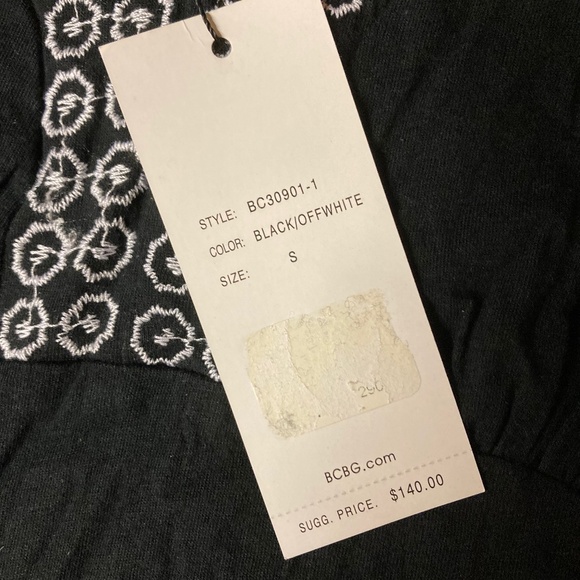 STYLE: BC30901-1
COLOR: BLACK/OFFWHITE
SIZE: S
BCBG.com
SUGG. PRICE. $140.00